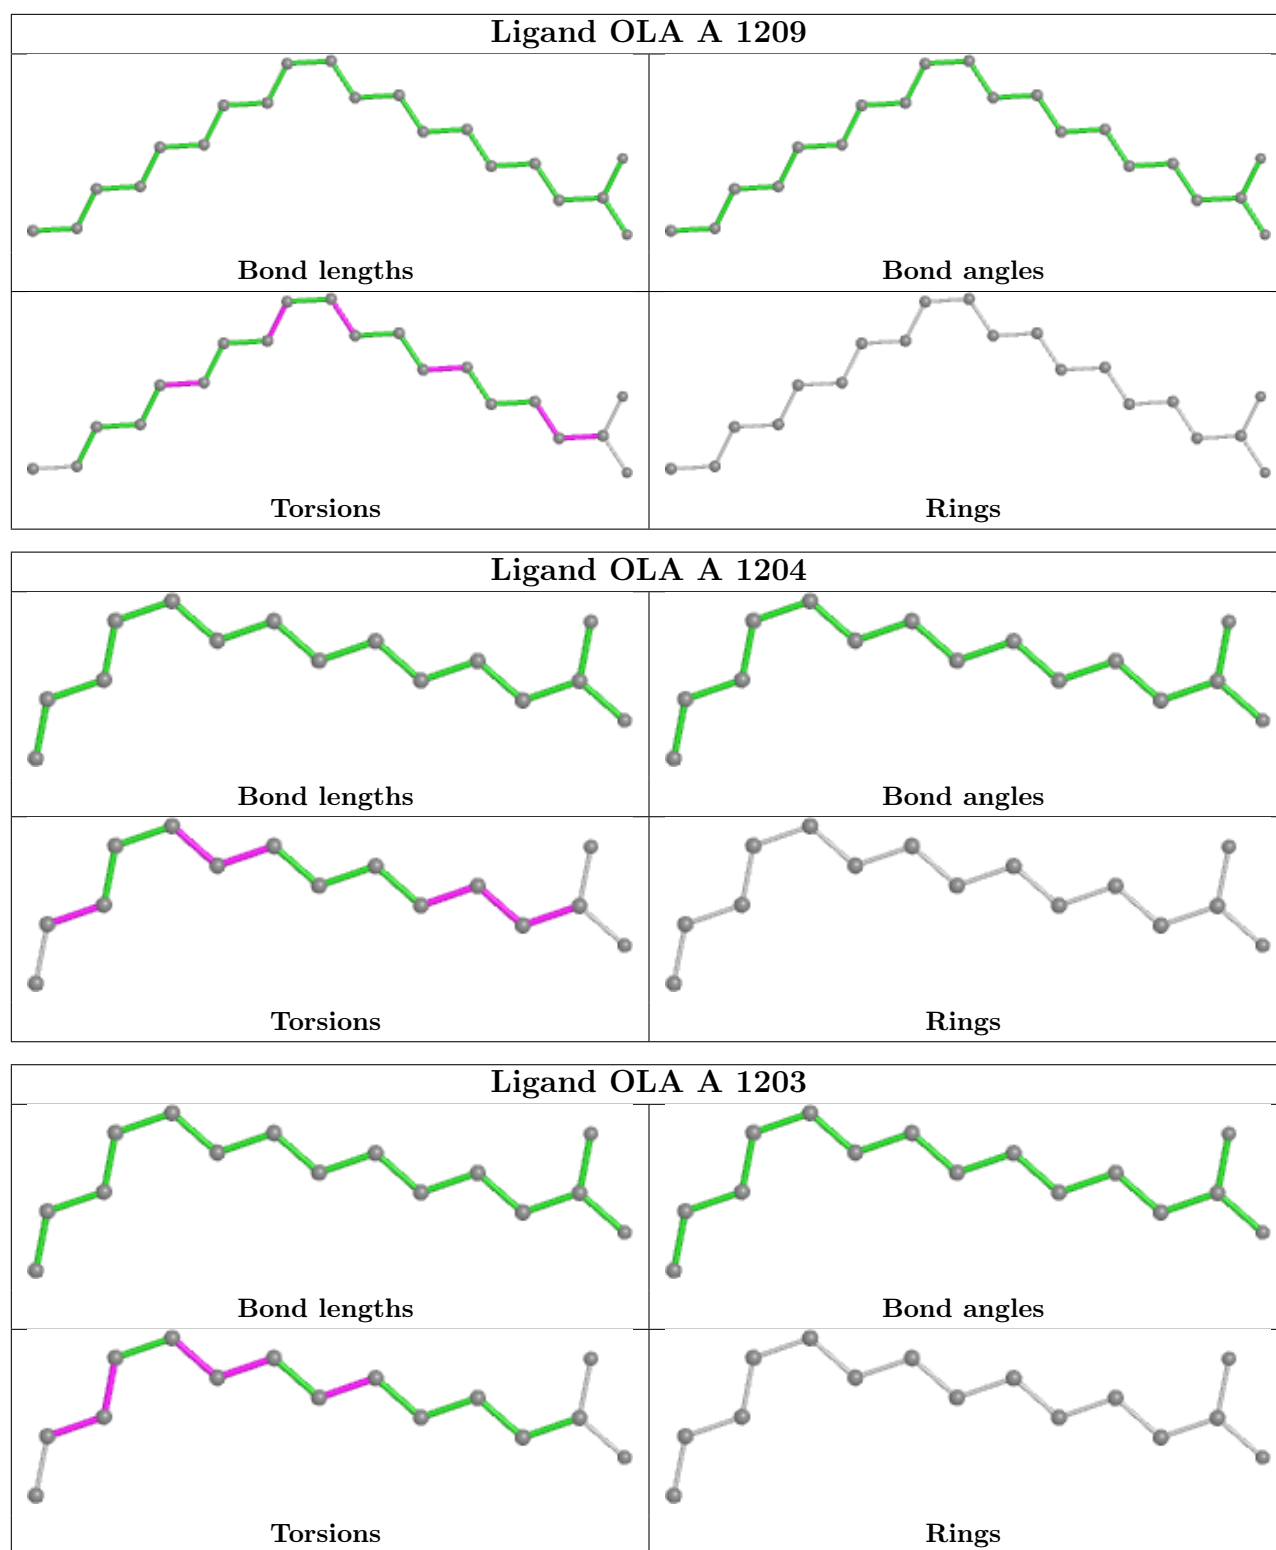 Ligand OLA A 1209
Bond lengths
Bond angles
Torsions
Rings
Ligand OLA A 1204
Bond lengths
Bond angles
Torsions
Rings
Ligand OLA A 1203
Bond lengths
Bond angles
Torsions
Rings